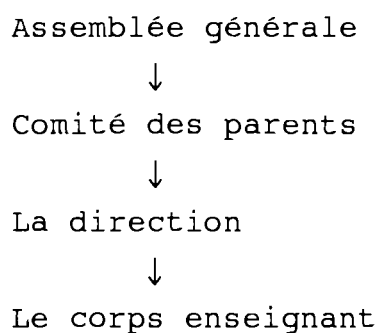 Assemblée générale
↓
Comité des parents
↓
La direction
↓
Le corps enseignant